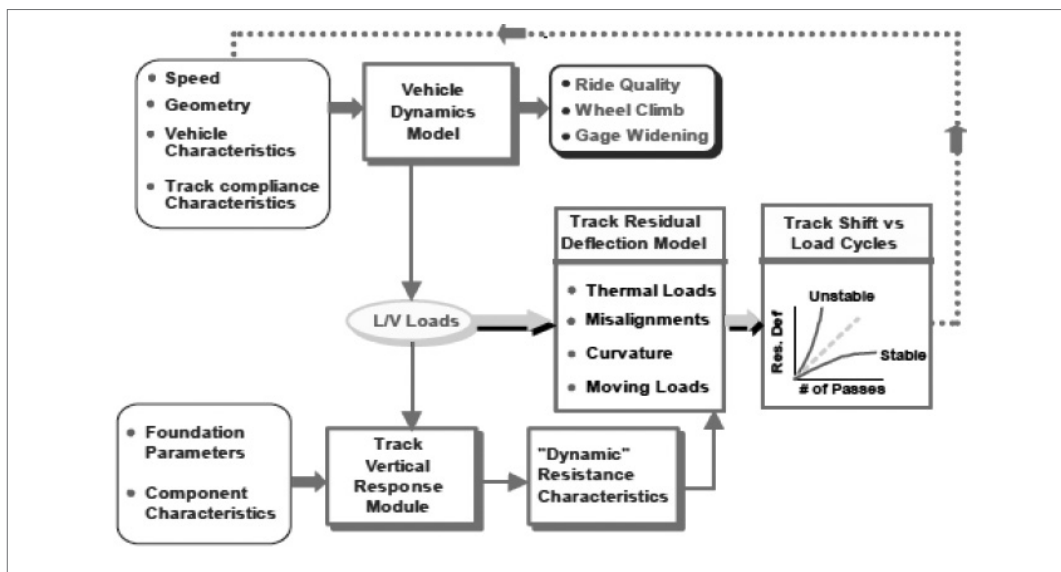 Speed
Geometry
Vehicle
Characteristics
Track compliance
Characteristics
Vehicle
Dynamics
Model
Ride Quality
Wheel Climb
Gage Widening
L/V Loads
Track Residual
Deflection Model
Thermal Loads
Misalignments
Curvature
Moving Loads
Track Shift vs
Load Cycles
Unstable
Stable
Res. Def
# of Passes
Foundation
Parameters
Component
Characteristics
Track
Vertical
Response
Module
"Dynamic"
Resistance
Characteristics